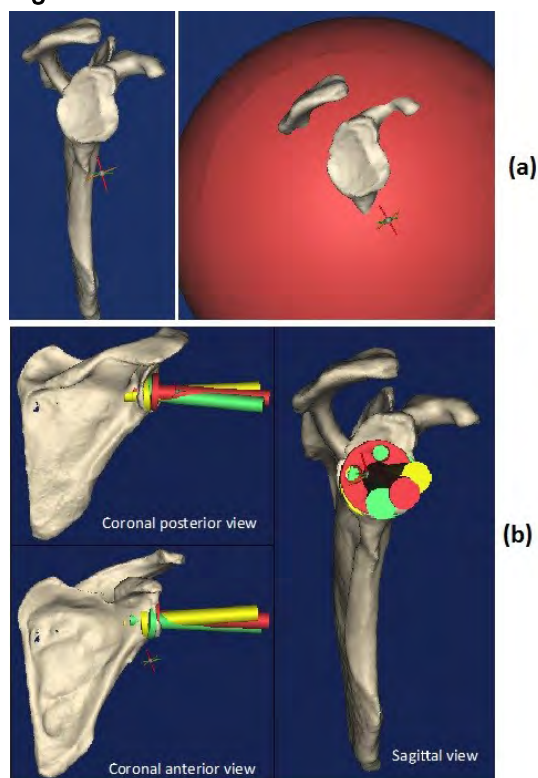 (a)
Coronal posterior view
(b)
Coronal anterior view
Sagittal view